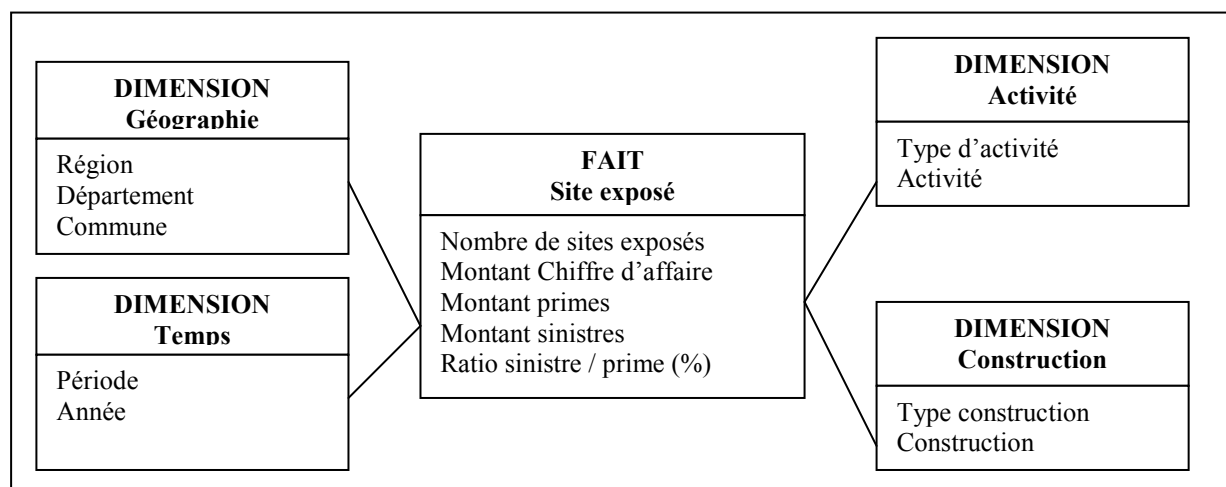 DIMENSION
Géographie
Région
Département
Commune
DIMENSION
Temps
Période
Année
FAIT
Site exposé
Nombre de sites exposés
Montant Chiffre d’affaire
Montant primes
Montant sinistres
Ratio sinistre / prime (%)
DIMENSION
Activité
Type d’activité
Activité
DIMENSION
Construction
Type construction
Construction